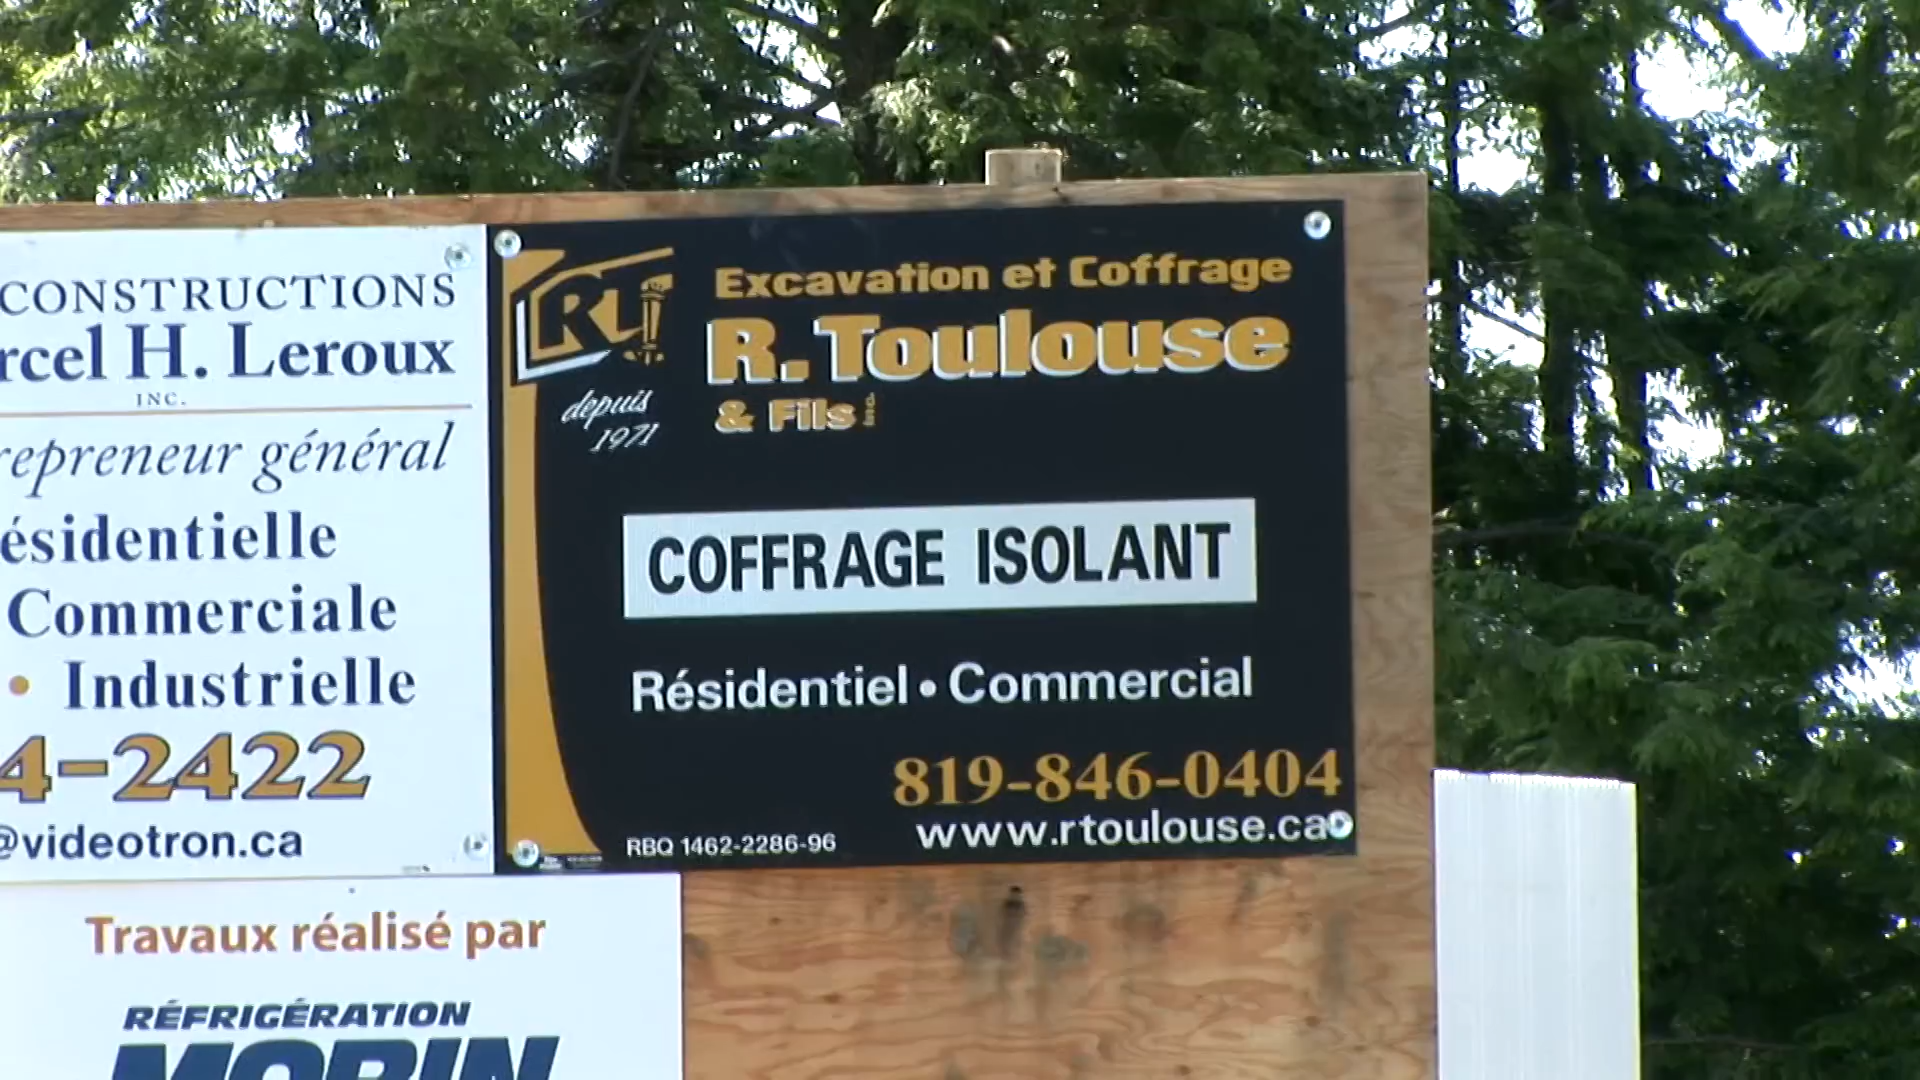 CONSTRUCTIONS
rcel H. Leroux
INC.
repreneur général
ésidentielle
Commerciale
• Industrielle
4-2422
@videotron.ca
RT
depuis
1971
Excavation et Coffrage
R. Toulouse
& Fils inc.
COFFRAGE ISOLANT
Résidentiel • Commercial
819-846-0404
www.rtoulouse.ca
RBQ 1462-2286-96
Travaux réalisé par
RÉFRIGÉRATION
MORIN